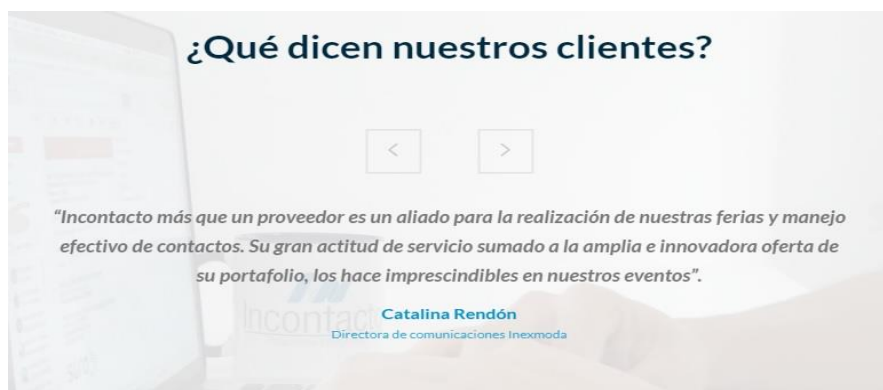 ¿Qué dicen nuestros clientes?
< >
“Incontacto más que un proveedor es un aliado para la realización de nuestras ferias y manejo
efectivo de contactos. Su gran actitud de servicio sumado a la amplia e innovadora oferta de
su portafolio, los hace imprescindibles en nuestros eventos”.
Incontact
Catalina Rendón
Directora de comunicaciones Inexmoda